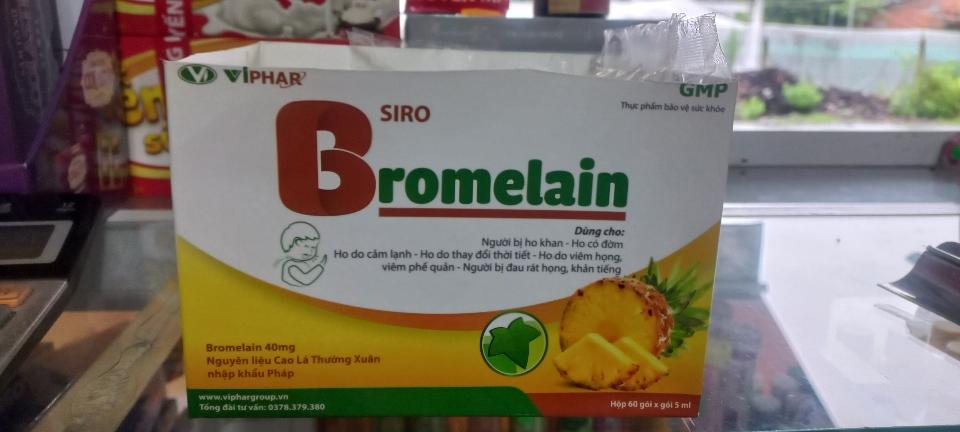 VIPHAR
GMP
Thực phẩm bảo vệ sức khỏe
SIRO
Bromelain
Dùng cho:
Người bị ho khan - Ho có đờm
Ho do cảm lạnh - Ho do thay đổi thời tiết - Ho do viêm họng,
viêm phế quản - Người bị đau rát họng, khản tiếng
Bromelain 40mg
Nguyên liệu Cao Lá Thường Xuân
nhập khẩu Pháp
www.viphargroup.vn
Tổng đài tư vấn: 0378.379.380
Hộp 60 gói x gói 5 ml